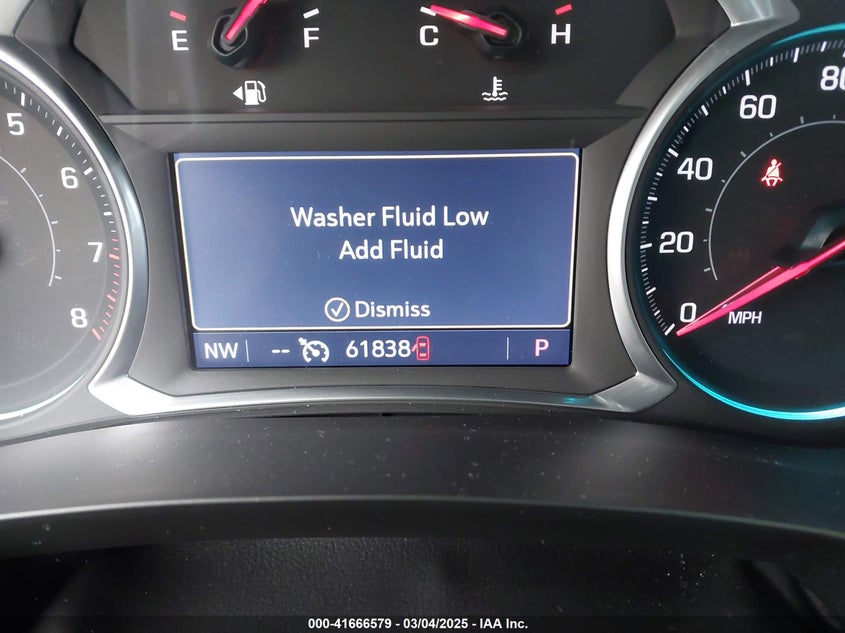 E F C H
5
6
7
8
80
60
40
20
0
MPH
Washer Fluid Low
Add Fluid
Dismiss
NW -- 61838 P
000-41666579 - 03/04/2025 - IAA Inc.